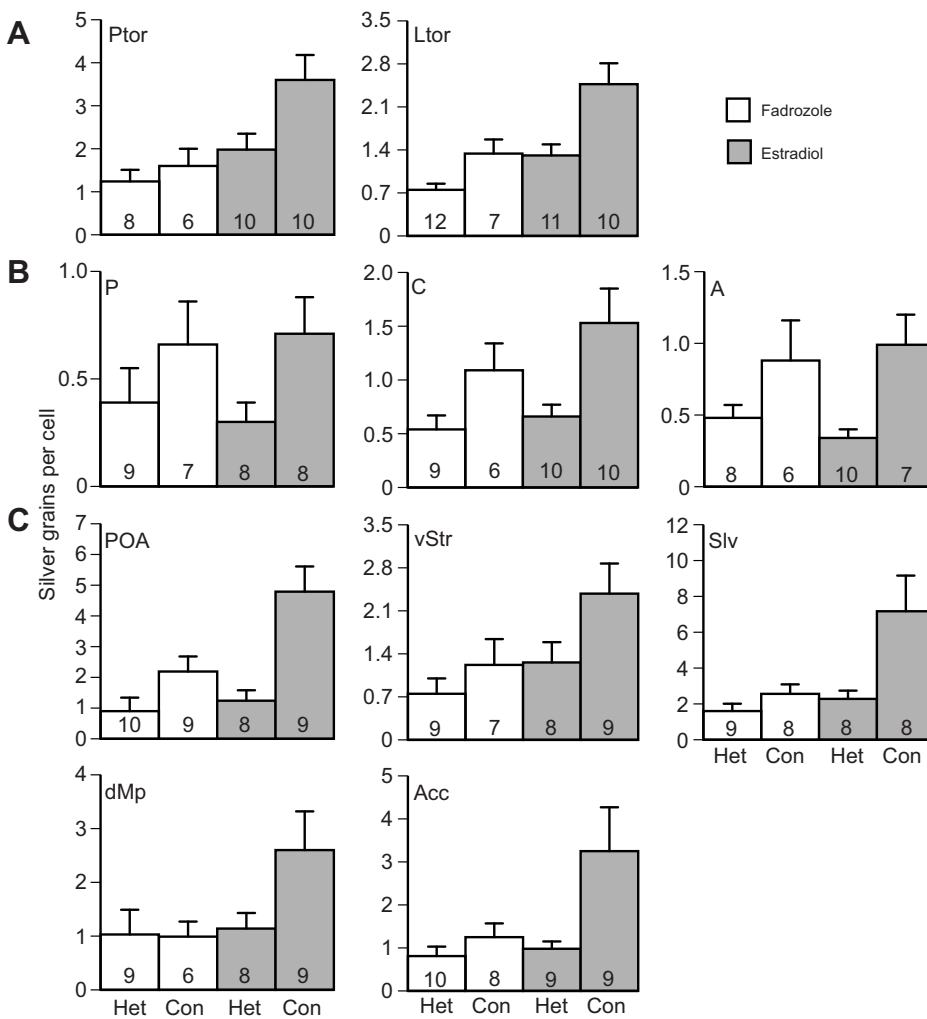 A
Ptor
5
4
3
2
1
0
8 6 10 10
Ltor
3.5
2.8
2.1
1.4
0.7
0
12 7 11 10
Fadrozole
Estradiol
B
P
1.0
0.5
0
9 7 8 8
C
2.0
1.5
1.0
0.5
0
9 6 10 10
A
1.5
1.0
0.5
0
8 6 10 7
Silver grains per cell
C
POA
7
6
5
4
3
2
1
0
10 9 8 9
vStr
3.5
2.8
2.1
1.4
0.7
0
9 7 8 9
Slv
12
10
8
6
4
2
0
9 8 8 8
Het Con Het Con
dMp
4
3
2
1
0
9 6 8 9
Het Con Het Con
Acc
5
4
3
2
1
0
10 8 9 9
Het Con Het Con